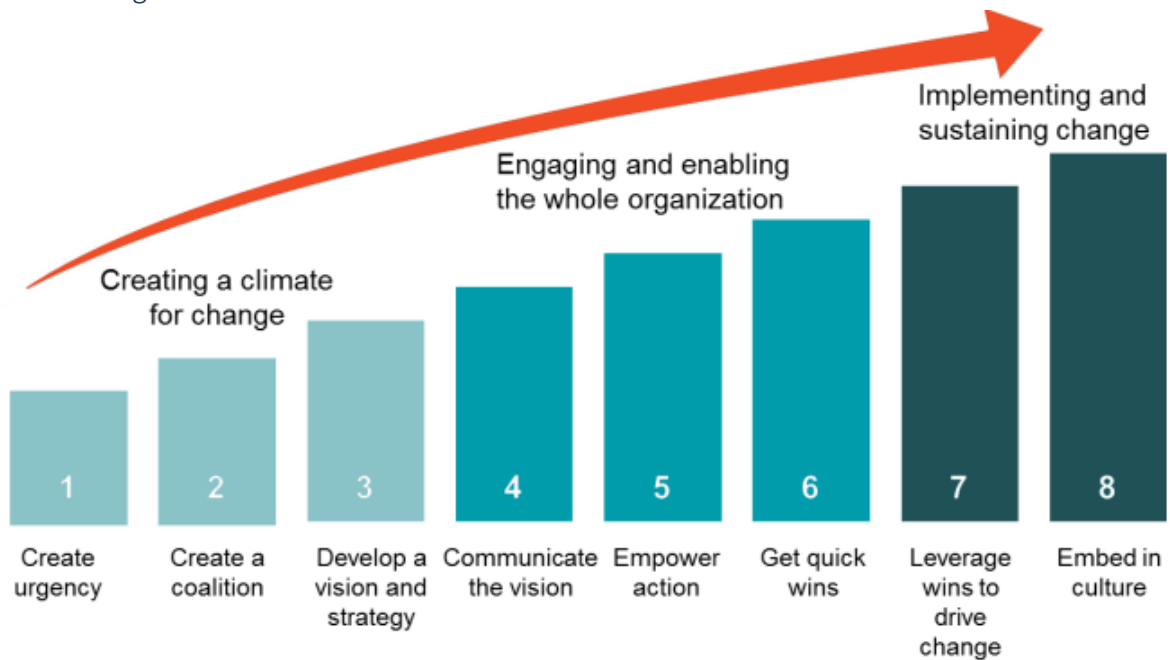 Implementing and
sustaining change
Engaging and enabling
the whole organization
Creating a climate
for change
1
2
3
4
5
6
7
8
Create
urgency
Create a
coalition
Develop a
vision and
strategy
Communicate
the vision
Empower
action
Get quick
wins
Leverage
wins to
drive
change
Embed in
culture